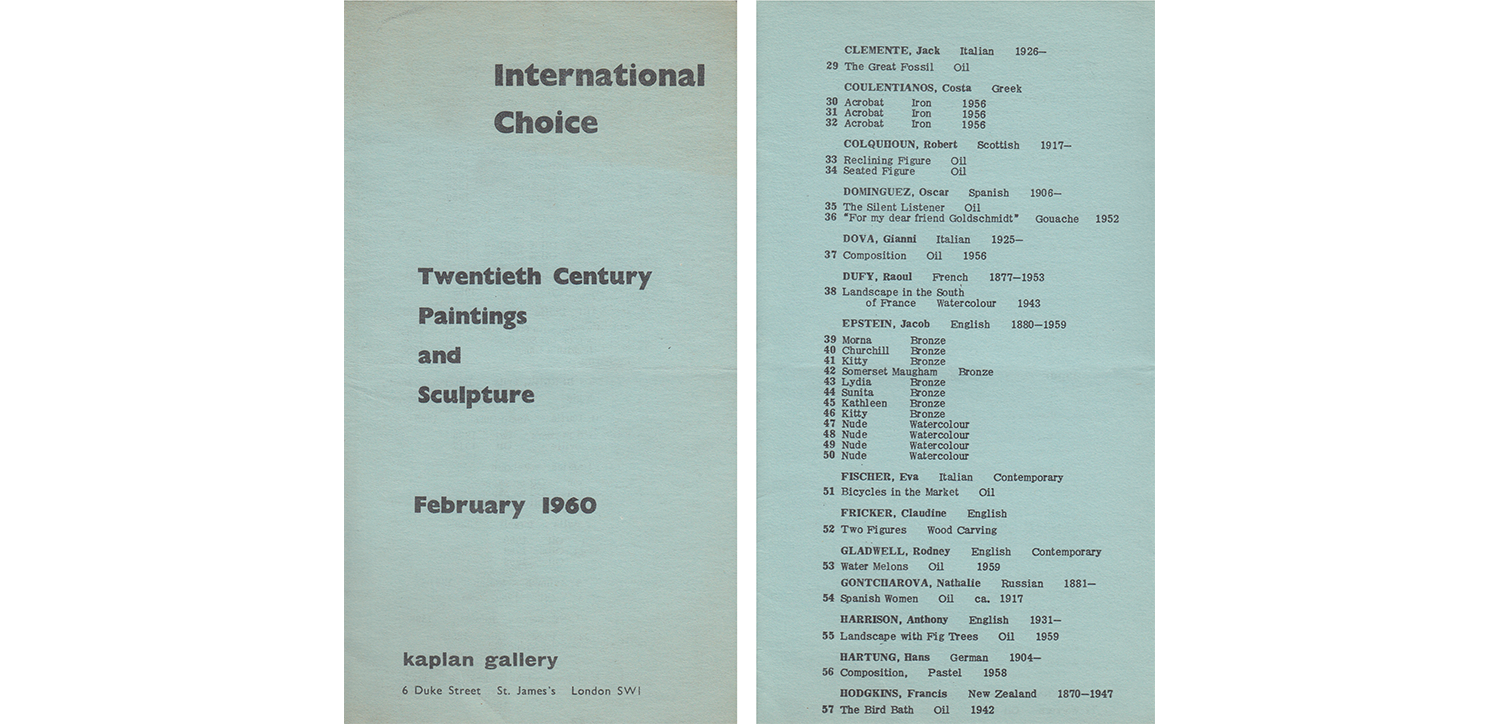 International
Choice
Twentieth Century
Paintings
and
Sculpture
February 1960
kaplan gallery
6 Duke Street St. James's London SW1
CLEMENTE, Jack Italian 1926—
29 The Great Fossil Oil
COULENTIANOS, Costa Greek
30 Acrobat Iron 1956
31 Acrobat Iron 1956
32 Acrobat Iron 1956
COLQUHOUN, Robert Scottish 1917—
33 Reclining Figure Oil
34 Seated Figure Oil
DOMINGUEZ, Oscar Spanish 1906—
35 The Silent Listener Oil
36 "For my dear friend Goldschmidt" Gouache 1952
DOVA, Gianni Italian 1925—
37 Composition Oil 1956
DUFY, Raoul French 1877—1953
38 Landscape in the South
of France Watercolour 1943
EPSTEIN, Jacob English 1880—1959
39 Morna Bronze
40 Churchill Bronze
41 Kitty Bronze
42 Somerset Maugham Bronze
43 Lydia Bronze
44 Sunita Bronze
45 Kathleen Bronze
46 Kitty Bronze
47 Nude Watercolour
48 Nude Watercolour
49 Nude Watercolour
50 Nude Watercolour
FISCHER, Eva Italian Contemporary
51 Bicycles in the Market Oil
FRICKER, Claudine English
52 Two Figures Wood Carving
GLADWELL, Rodney English Contemporary
53 Water Melons Oil 1959
GONTCHAROVA, Nathalie Russian 1881—
54 Spanish Women Oil ca. 1917
HARRISON, Anthony English 1931—
55 Landscape with Fig Trees Oil 1959
HARTUNG, Hans German 1904—
56 Composition, Pastel 1958
HODGKINS, Francis New Zealand 1870—1947
57 The Bird Bath Oil 1942